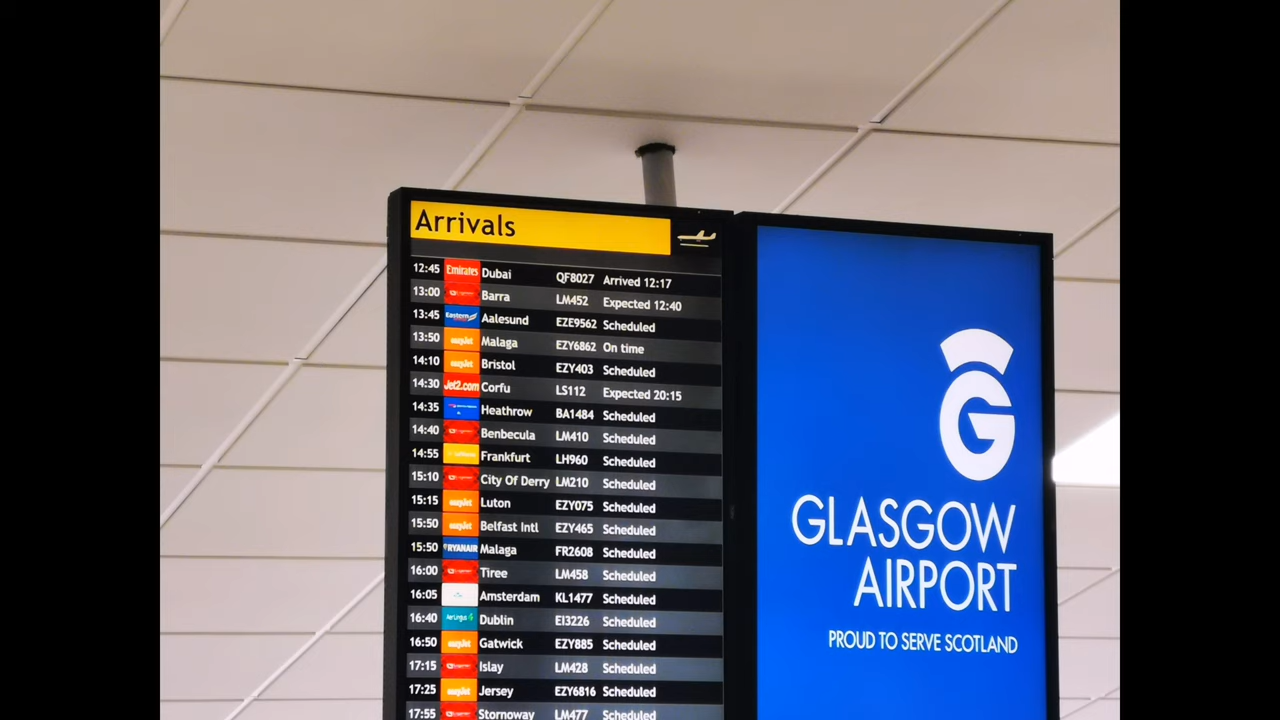 Arrivals
12:45 Emirates Dubai QF8027 Arrived 12:17
13:00 Barra LM452 Expected 12:40
13:45 Eastern Aalesund EZE9562 Scheduled
13:50 easyJet Malaga EZY6862 On time
14:10 easyJet Bristol EZY403 Scheduled
14:30 Jet2.com Corfu LS112 Expected 20:15
14:35 Heathrow BA1484 Scheduled
14:40 Benbecula LM410 Scheduled
14:55 Frankfurt LH960 Scheduled
15:10 City Of Derry LM210 Scheduled
15:15 easyJet Luton EZY075 Scheduled
15:50 easyJet Belfast Intl EZY465 Scheduled
15:50 RYANAIR Malaga FR2608 Scheduled
16:00 Tiree LM458 Scheduled
16:05 Amsterdam KL1477 Scheduled
16:40 Aer Lingus Dublin EI3226 Scheduled
16:50 easyJet Gatwick EZY885 Scheduled
17:15 Islay LM428 Scheduled
17:25 easyJet Jersey EZY6816 Scheduled
17:55 Stornoway LM477 Scheduled
GLASGOW
AIRPORT
PROUD TO SERVE SCOTLAND